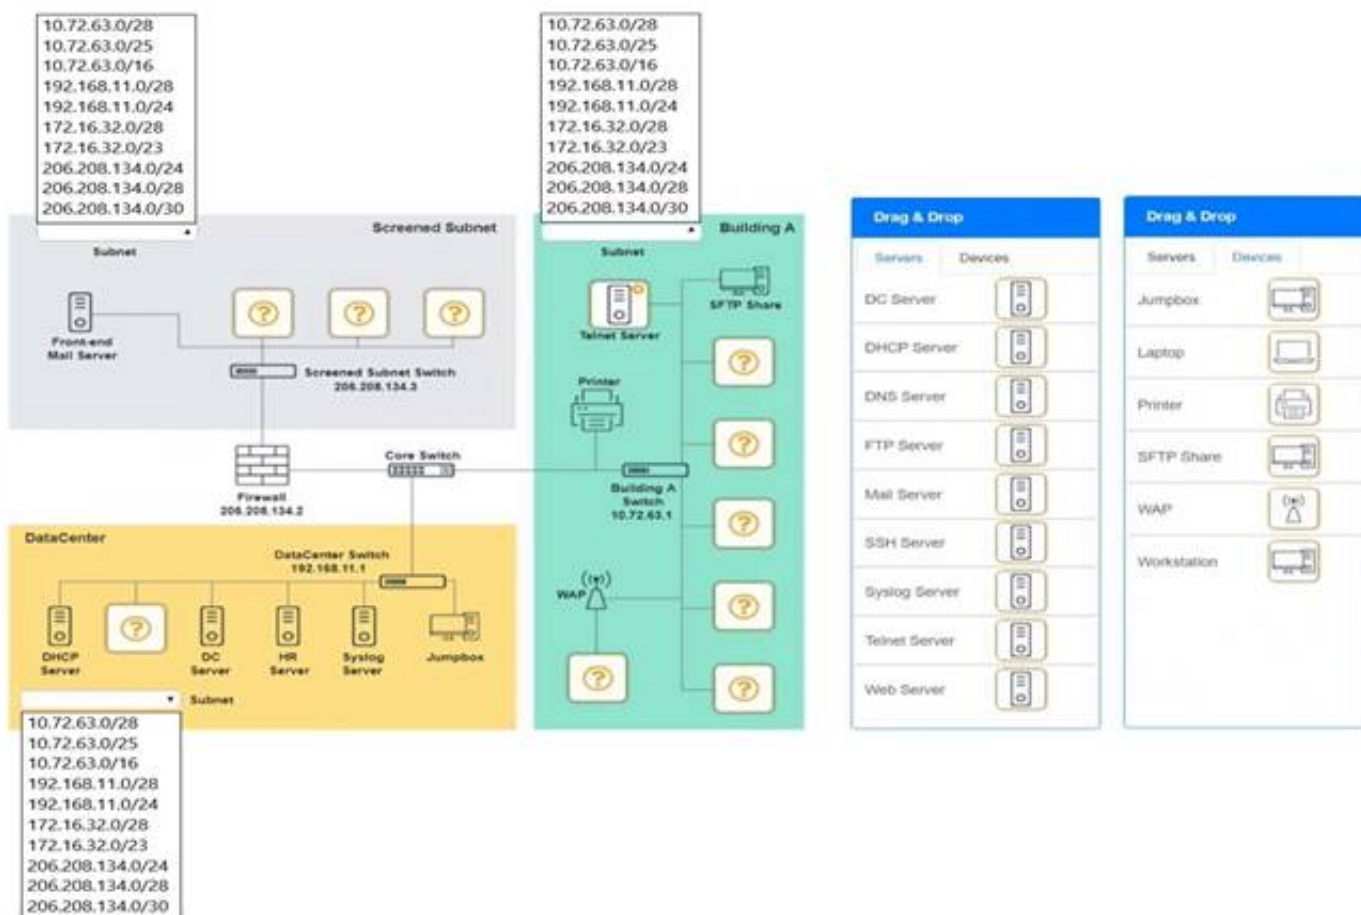 10.72.63.0/28
10.72.63.0/25
10.72.63.0/16
192.168.11.0/28
192.168.11.0/24
172.16.32.0/28
172.16.32.0/23
206.208.134.0/24
206.208.134.0/28
206.208.134.0/30
Subnet
Screened Subnet
Front-end
Mail Server
?
?
?
Screened Subnet Switch
206.208.134.3
Firewall
206.208.134.2
Core Switch
10.72.63.0/28
10.72.63.0/25
10.72.63.0/16
192.168.11.0/28
192.168.11.0/24
172.16.32.0/28
172.16.32.0/23
206.208.134.0/24
206.208.134.0/28
206.208.134.0/30
Building A
Subnet
Telnet Server
SFTP Share
Printer
?
?
Building A
Switch
10.72.63.1
?
WAP
?
?
?
DataCenter
DataCenter Switch
192.168.11.1
DHCP
Server
?
DC
Server
HR
Server
Syslog
Server
Jumpbox
Subnet
10.72.63.0/28
10.72.63.0/25
10.72.63.0/16
192.168.11.0/28
192.168.11.0/24
172.16.32.0/28
172.16.32.0/23
206.208.134.0/24
206.208.134.0/28
206.208.134.0/30
Drag & Drop
Servers Devices
DC Server
DHCP Server
DNS Server
FTP Server
Mail Server
SSH Server
Syslog Server
Telnet Server
Web Server
Drag & Drop
Servers Devices
Jumpbox
Laptop
Printer
SFTP Share
WAP
Workstation